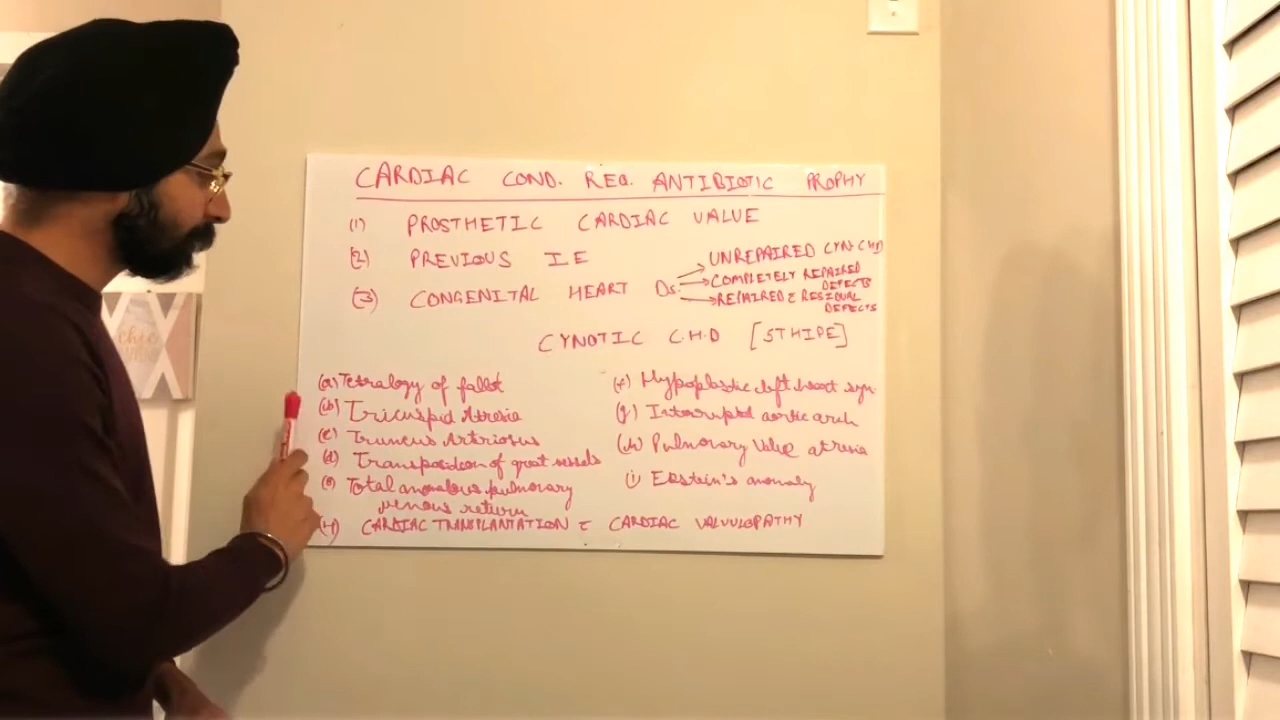 CARDIAC COND. REQ. ANTIBIOTIC PROPHY
(1) PROSTHETIC CARDIAC VALVE
(2) PREVIOUS IE
(3) CONGENITAL HEART Ds.
UNREPAIRED CYN. CHD
COMPLETELY REPAIRED
DEFECTS
REPAIRED C RESIDUAL
DEFECTS
CYNOTIC C.H.D [5THIPE]
(a) Tetralogy of fallot
(b) Tricuspid Atresia
(c) Truncus Artriosus
(d) Transposition of great vessels
(e) Total anomalous pulmonary
venous return
(f) Hypoplastic left heart syn
(g) Interruptd aortic arch
(h) Pulmonary Valve atresia
(i) Ebstein's anomaly
(4) CARDIAC TRANSPLANTATION C CARDIAC VALVULOPATHY